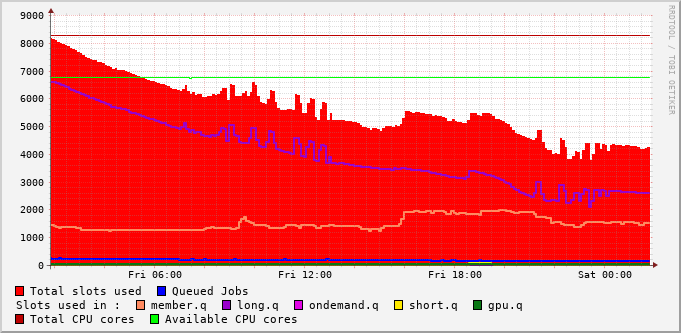 9000
8000
7000
6000
5000
4000
3000
2000
1000
0
Fri 06:00 Fri 12:00 Fri 18:00 Sat 00:00
RRDTOOL / TOBI OETIKER
Total slots used Queued Jobs
Slots used in : member.q long.q ondemand.q short.q gpu.q
Total CPU cores Available CPU cores